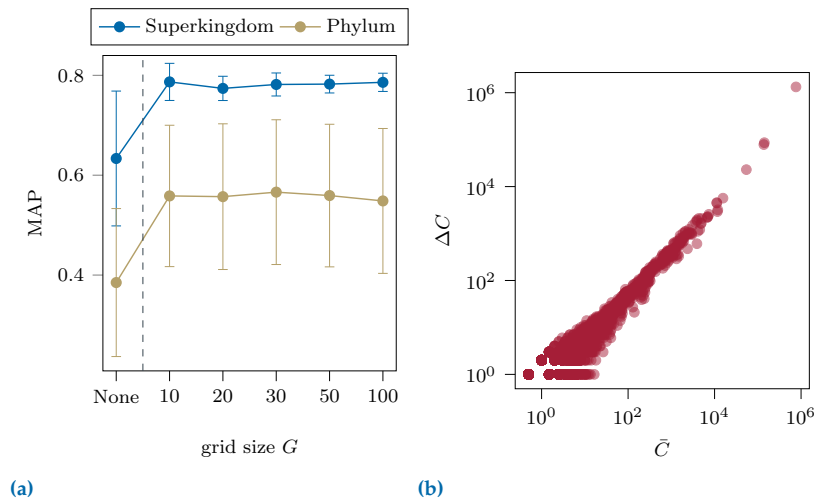 Superkingdom Phylum
0.8
0.6
0.4
MAP
None 10 20 30 50 100
grid size G
(a)
10^6
10^4
10^2
10^0
ΔC
10^0 10^2 10^4 10^6
C̄
(b)